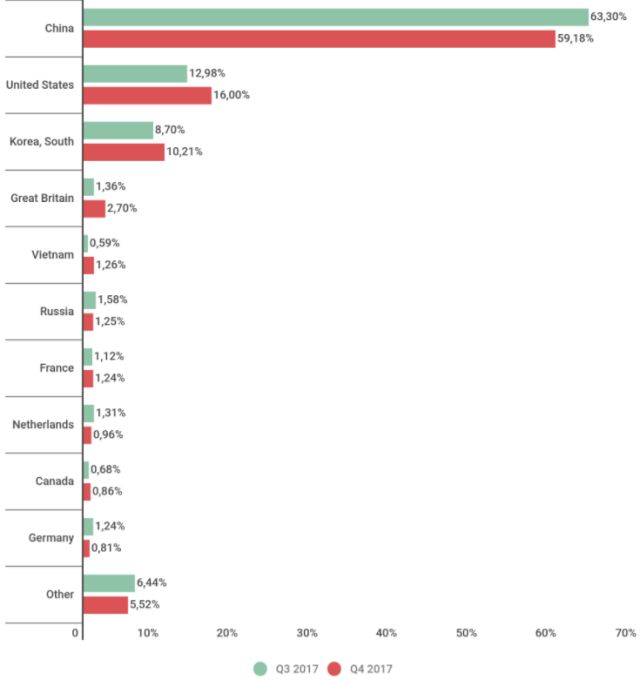 China
63,30%
59,18%
United States
12,98%
16,00%
Korea, South
8,70%
10,21%
Great Britain
1,36%
2,70%
Vietnam
0,59%
1,26%
Russia
1,58%
1,25%
France
1,12%
1,24%
Netherlands
1,31%
0,96%
Canada
0,68%
0,86%
Germany
1,24%
0,81%
Other
6,44%
5,52%
0 10% 20% 30% 40% 50% 60% 70%
Q3 2017 Q4 2017